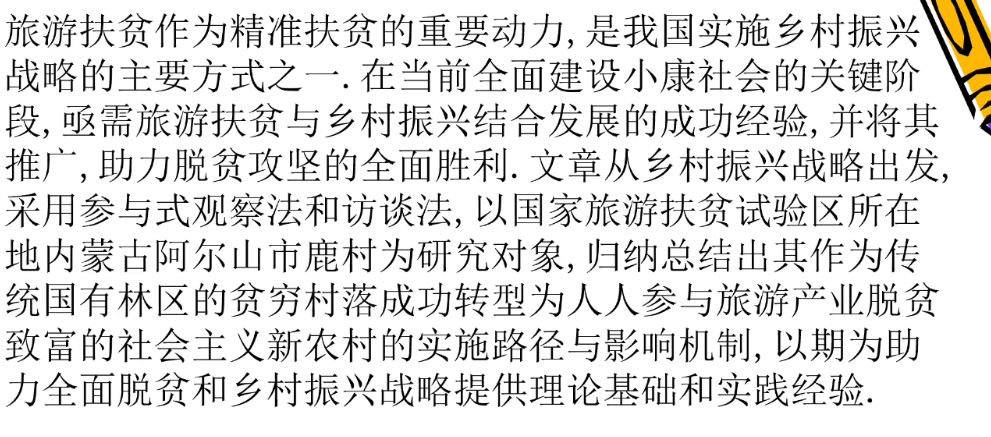 旅游扶贫作为精准扶贫的重要动力, 是我国实施乡村振兴
战略的主要方式之一. 在当前全面建设小康社会的关键阶
段, 亟需旅游扶贫与乡村振兴结合发展的成功经验, 并将其
推广, 助力脱贫攻坚的全面胜利. 文章从乡村振兴战略出发,
采用参与式观察法和访谈法, 以国家旅游扶贫试验区所在
地内蒙古阿尔山市鹿村为研究对象, 归纳总结出其作为传
统国有林区的贫穷村落成功转型为人人参与旅游产业脱贫
致富的社会主义新农村的实施路径与影响机制, 以期为助
力全面脱贫和乡村振兴战略提供理论基础和实践经验.